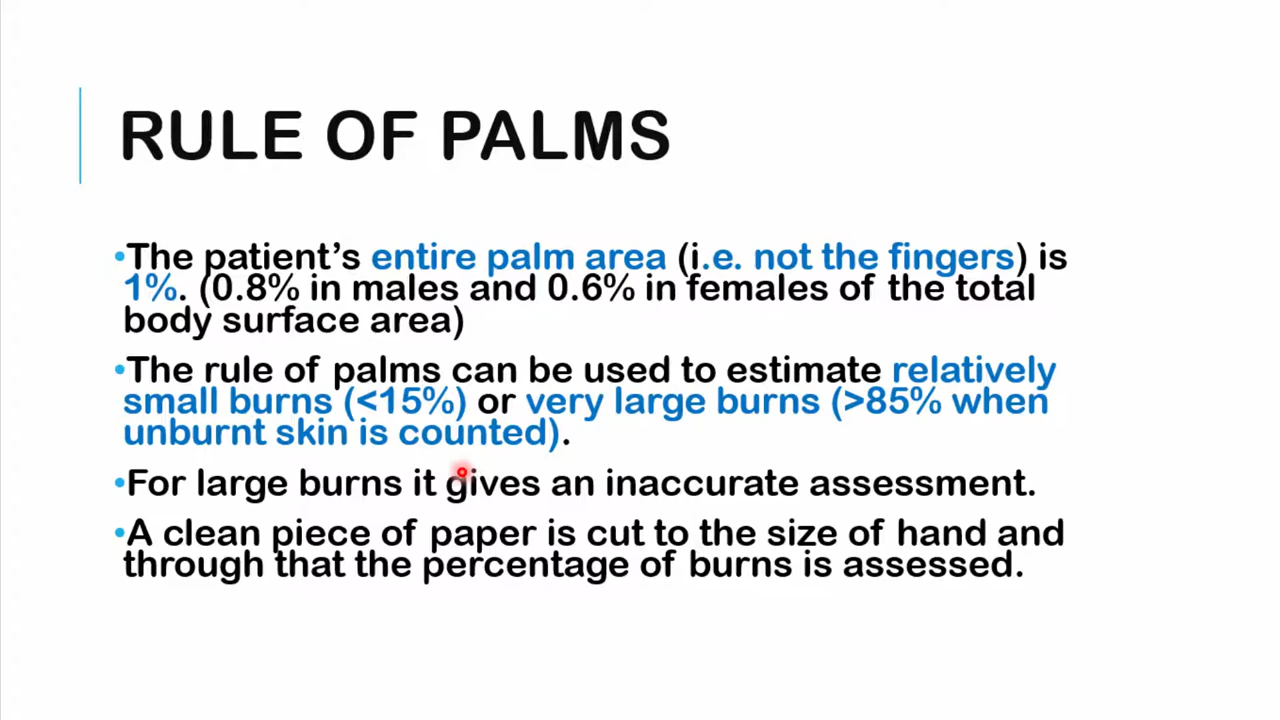 RULE OF PALMS
•The patient’s entire palm area (i.e. not the fingers) is
1%. (0.8% in males and 0.6% in females of the total
body surface area)
•The rule of palms can be used to estimate relatively
small burns (<15%) or very large burns (>85% when
unburnt skin is counted).
•For large burns it gives an inaccurate assessment.
•A clean piece of paper is cut to the size of hand and
through that the percentage of burns is assessed.